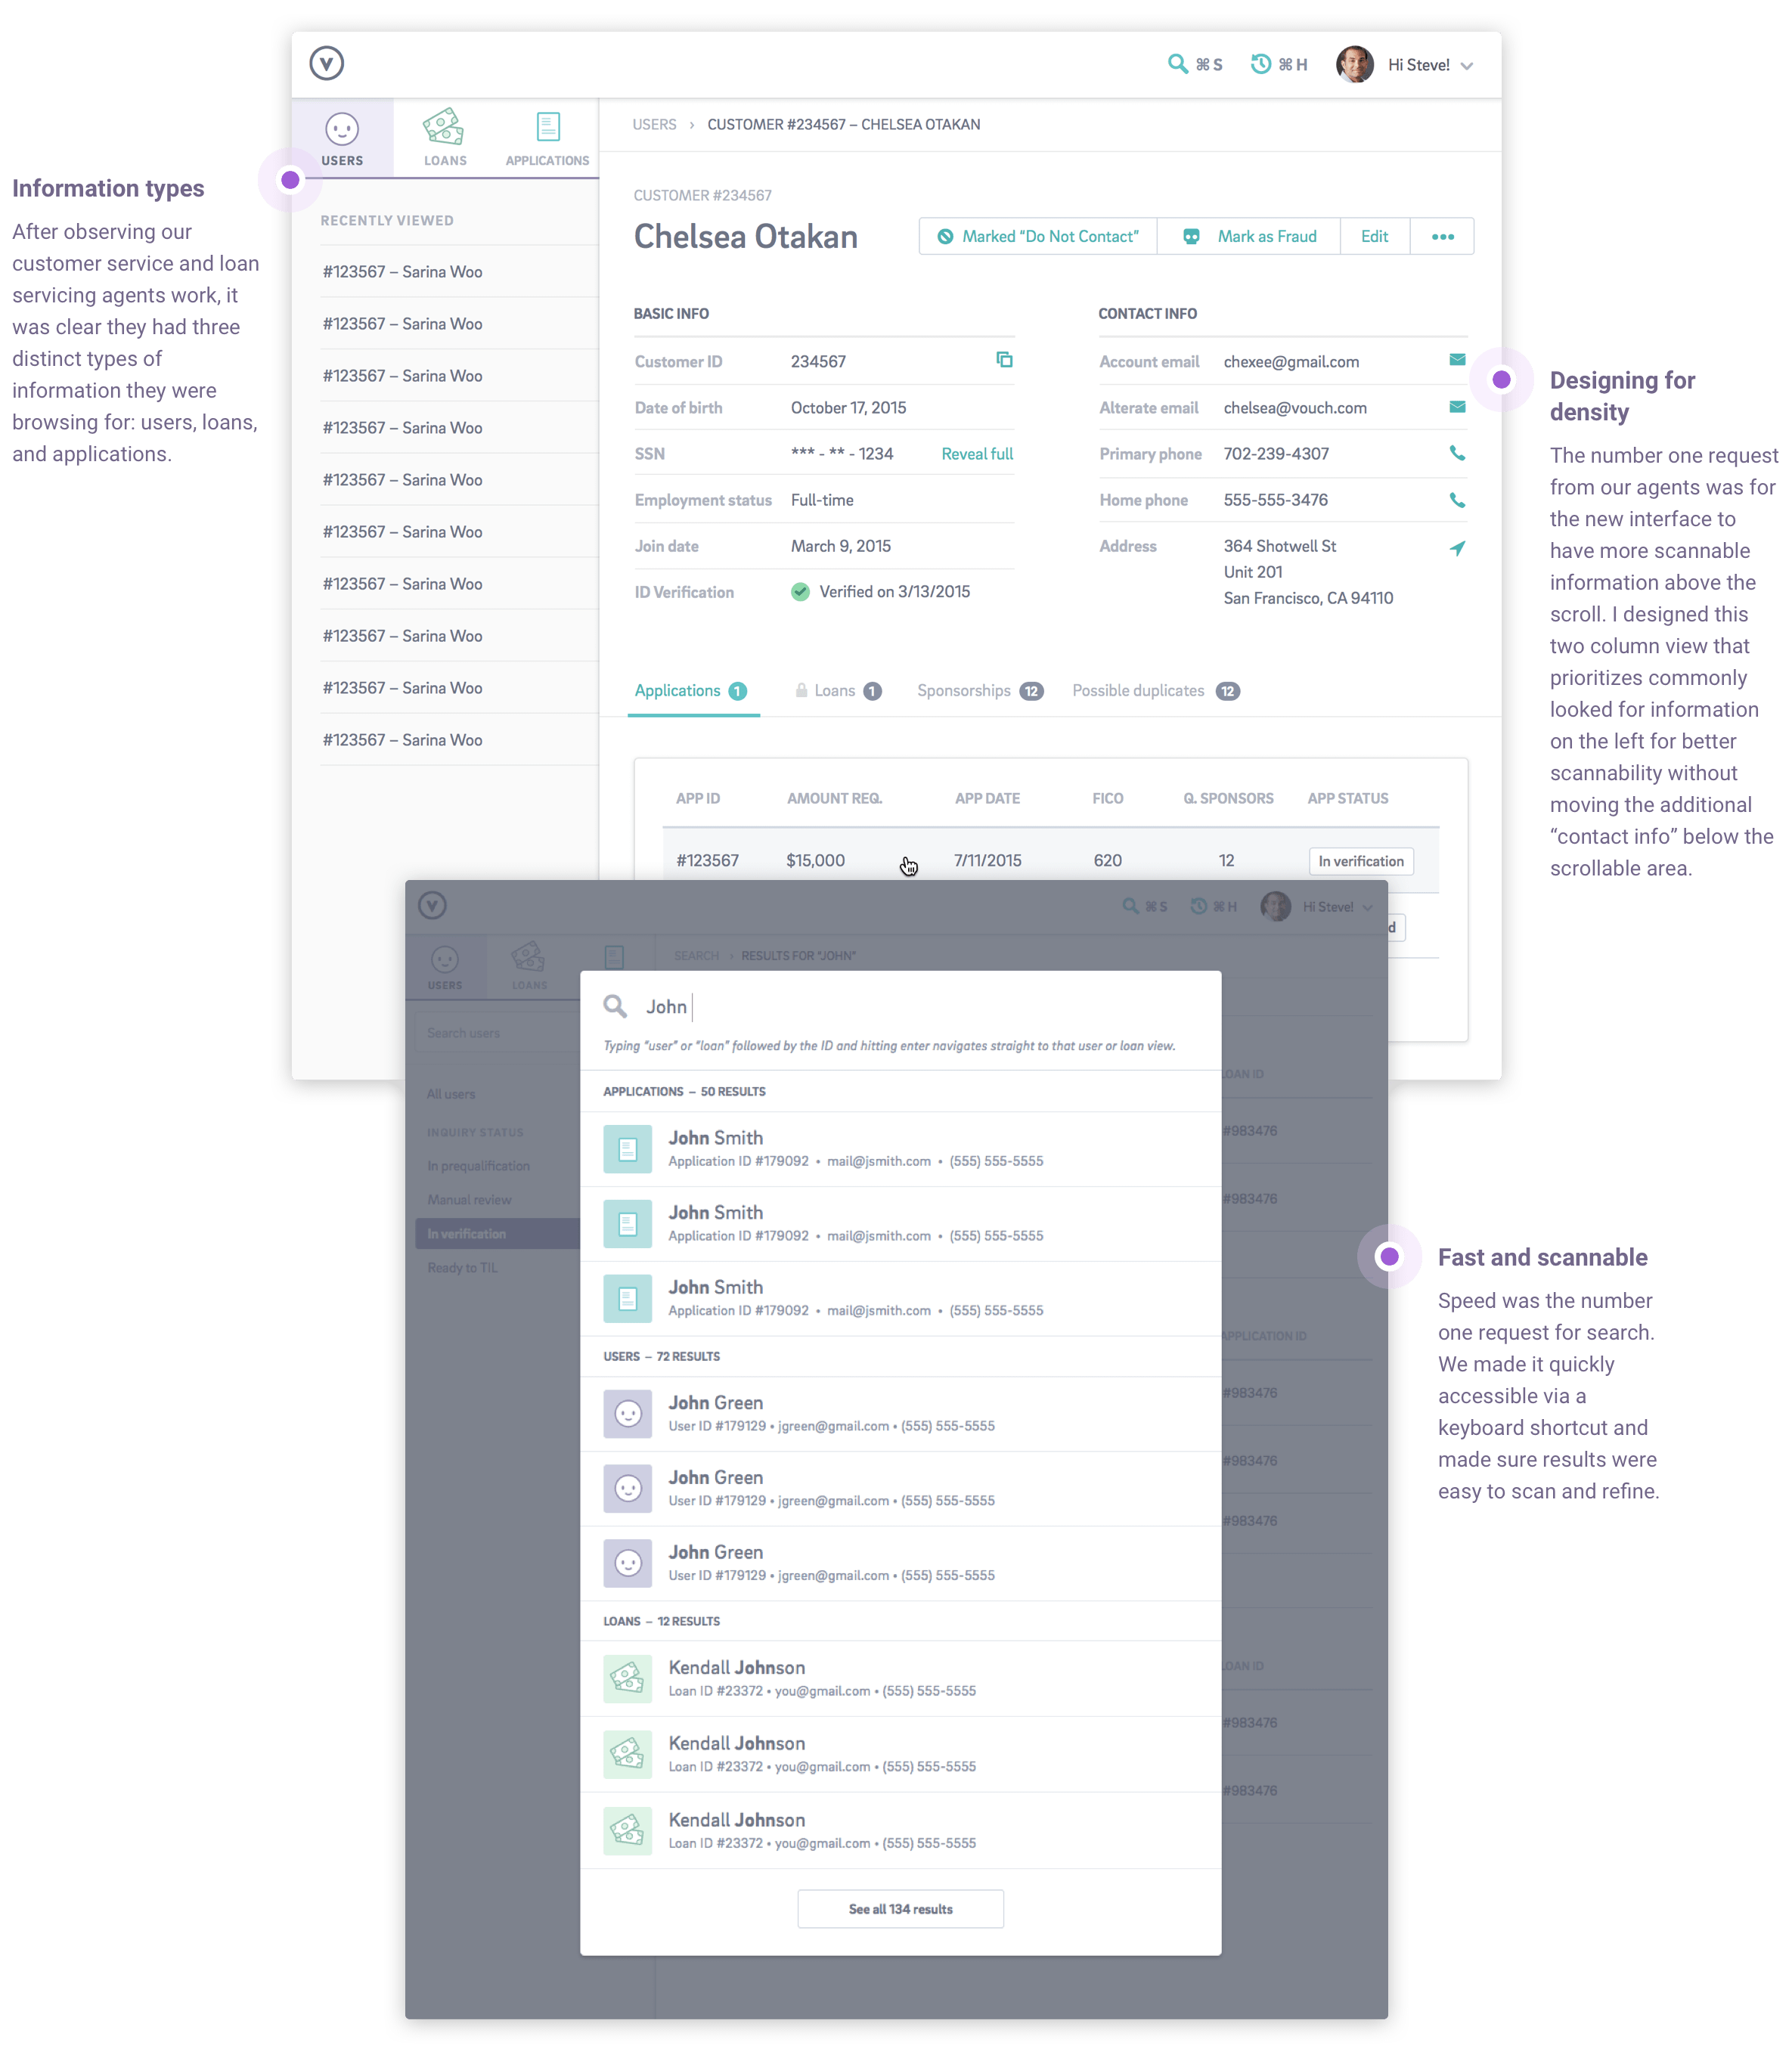 V
⌘ S
⌘ H
Hi Steve!
USERS
LOANS
APPLICATIONS
USERS › CUSTOMER #234567 – CHELSEA OTAKAN
Information types
After observing our
customer service and loan
servicing agents work, it
was clear they had three
distinct types of
information they were
browsing for: users, loans,
and applications.
RECENTLY VIEWED
#123567 – Sarina Woo
#123567 – Sarina Woo
#123567 – Sarina Woo
#123567 – Sarina Woo
#123567 – Sarina Woo
#123567 – Sarina Woo
#123567 – Sarina Woo
#123567 – Sarina Woo
#123567 – Sarina Woo
#123567 – Sarina Woo
CUSTOMER #234567
Chelsea Otakan
Marked “Do Not Contact”
Mark as Fraud
Edit
•••
BASIC INFO
Customer ID 234567
Date of birth October 17, 2015
SSN *** - ** - 1234 Reveal full
Employment status Full-time
Join date March 9, 2015
ID Verification Verified on 3/13/2015
CONTACT INFO
Account email chexee@gmail.com
Alterate email chelsea@vouch.com
Primary phone 702-239-4307
Home phone 555-555-3476
Address 364 Shotwell St
Unit 201
San Francisco, CA 94110
Designing for
density
The number one request
from our agents was for
the new interface to
have more scannable
information above the
scroll. I designed this
two column view that
prioritizes commonly
looked for information
on the left for better
scannability without
moving the additional
“contact info” below the
scrollable area.
Applications 1
Loans 1
Sponsorships 12
Possible duplicates 12
APP ID AMOUNT REQ. APP DATE FICO Q. SPONSORS APP STATUS
#123567 $15,000 7/11/2015 620 12 In verification
d
V
⌘ S
⌘ H
Hi Steve!
USERS
LOANS
SEARCH › RESULTS FOR "JOHN"
Search users
All users
INQUIRY STATUS
In prequalification
Manual review
In verification
Ready to TIL
John
Typing "user" or "loan" followed by the ID and hitting enter navigates straight to that user or loan view.
APPLICATIONS – 50 RESULTS
John Smith
Application ID #179092 • mail@jsmith.com • (555) 555-5555
John Smith
Application ID #179092 • mail@jsmith.com • (555) 555-5555
John Smith
Application ID #179092 • mail@jsmith.com • (555) 555-5555
USERS – 72 RESULTS
John Green
User ID #179129 • jgreen@gmail.com • (555) 555-5555
John Green
User ID #179129 • jgreen@gmail.com • (555) 555-5555
John Green
User ID #179129 • jgreen@gmail.com • (555) 555-5555
LOANS – 12 RESULTS
Kendall Johnson
Loan ID #23372 • you@gmail.com • (555) 555-5555
Kendall Johnson
Loan ID #23372 • you@gmail.com • (555) 555-5555
Kendall Johnson
Loan ID #23372 • you@gmail.com • (555) 555-5555
See all 134 results
LOAN ID
#983476
#983476
APPLICATION ID
#983476
#983476
#983476
LOAN ID
#983476
#983476
Fast and scannable
Speed was the number
one request for search.
We made it quickly
accessible via a
keyboard shortcut and
made sure results were
easy to scan and refine.